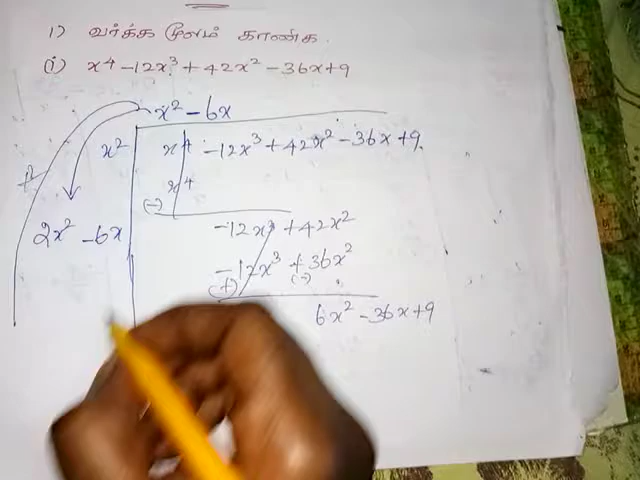 1) வர்க்க மூலம் காண்க.
(i) x⁴ -12x³ + 42x² - 36x + 9
x² - 6x
x² x⁴ -12x³ + 42x² - 36x + 9
x⁴
(-)
-12x³ + 42x²
2x² - 6x
-12x³ + 36x²
(+) (-)
6x² - 36x + 9